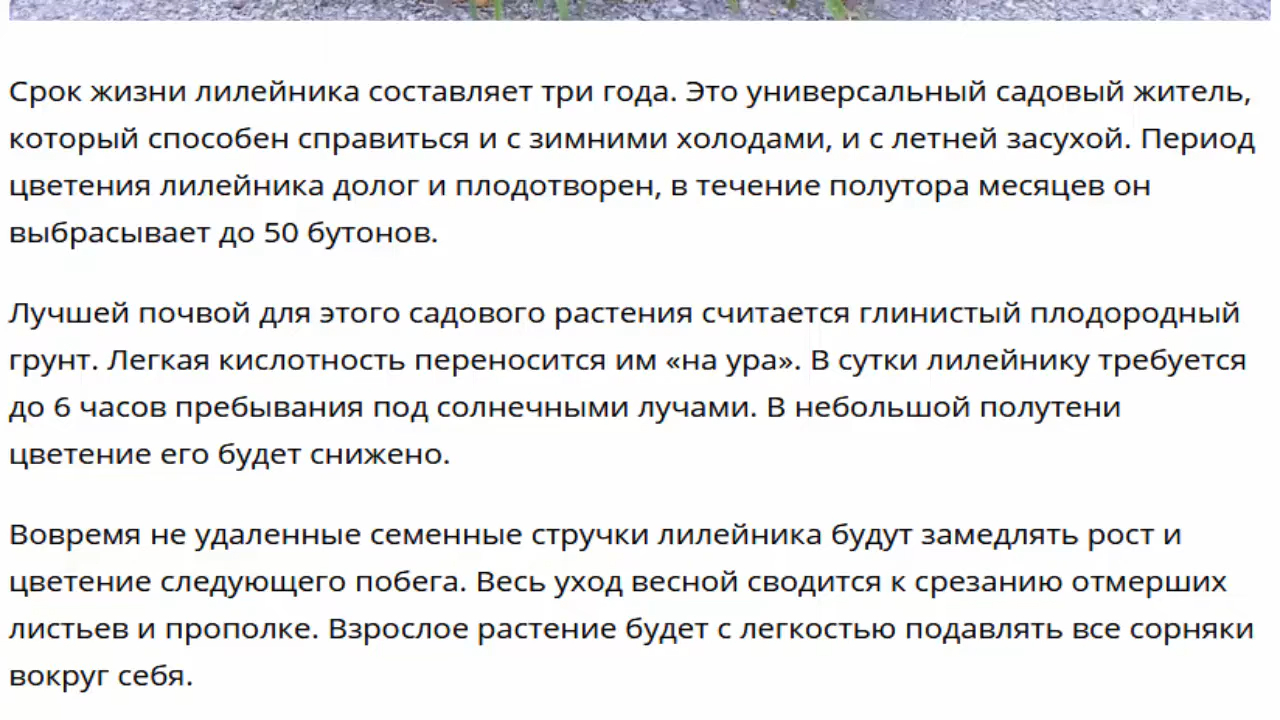 Срок жизни лилейника составляет три года. Это универсальный садовый житель,
который способен справиться и с зимними холодами, и с летней засухой. Период
цветения лилейника долог и плодотворен, в течение полутора месяцев он
выбрасывает до 50 бутонов.
Лучшей почвой для этого садового растения считается глинистый плодородный
грунт. Легкая кислотность переносится им «на ура». В сутки лилейнику требуется
до 6 часов пребывания под солнечными лучами. В небольшой полутени
цветение его будет снижено.
Вовремя не удаленные семенные стручки лилейника будут замедлять рост и
цветение следующего побега. Весь уход весной сводится к срезанию отмерших
листьев и прополке. Взрослое растение будет с легкостью подавлять все сорняки
вокруг себя.